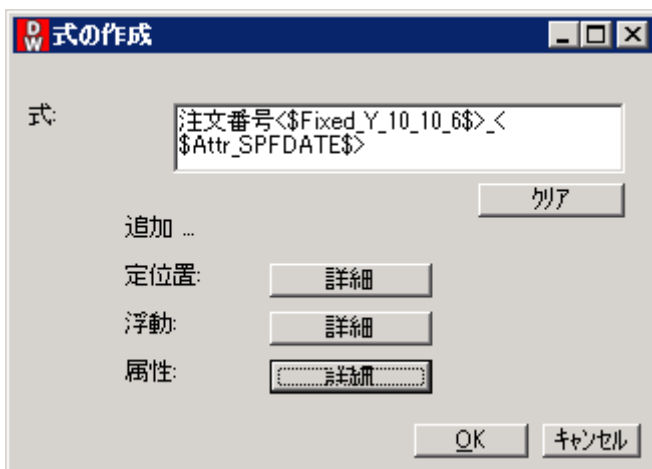 DW 式の作成
式:
注文番号<$Fixed_Y_10_10_6$>_<
$Attr_SPFDATE$>
クリア
追加 ...
定位置: 詳細
浮動: 詳細
属性: 詳細
OK キャンセル